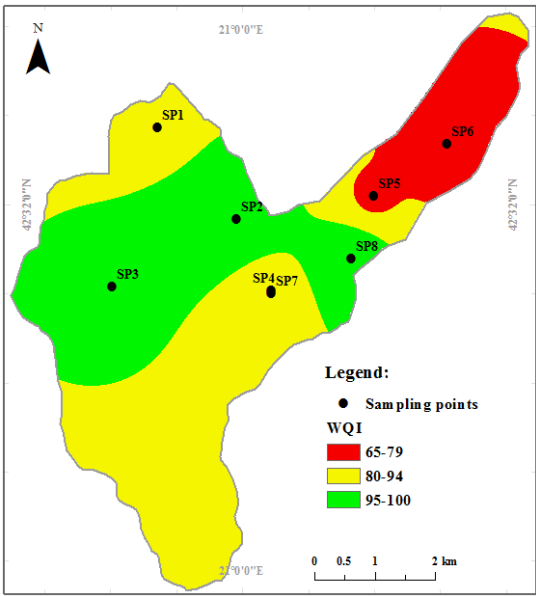 N
21°0'0"E
SP1
SP6
SP5
42°32'0"N
42°32'0"N
SP2
SP8
SP3
SP4
SP7
Legend:
Sampling points
WQI
65-79
80-94
95-100
21°0'0"E
0 0.5 1 2 km